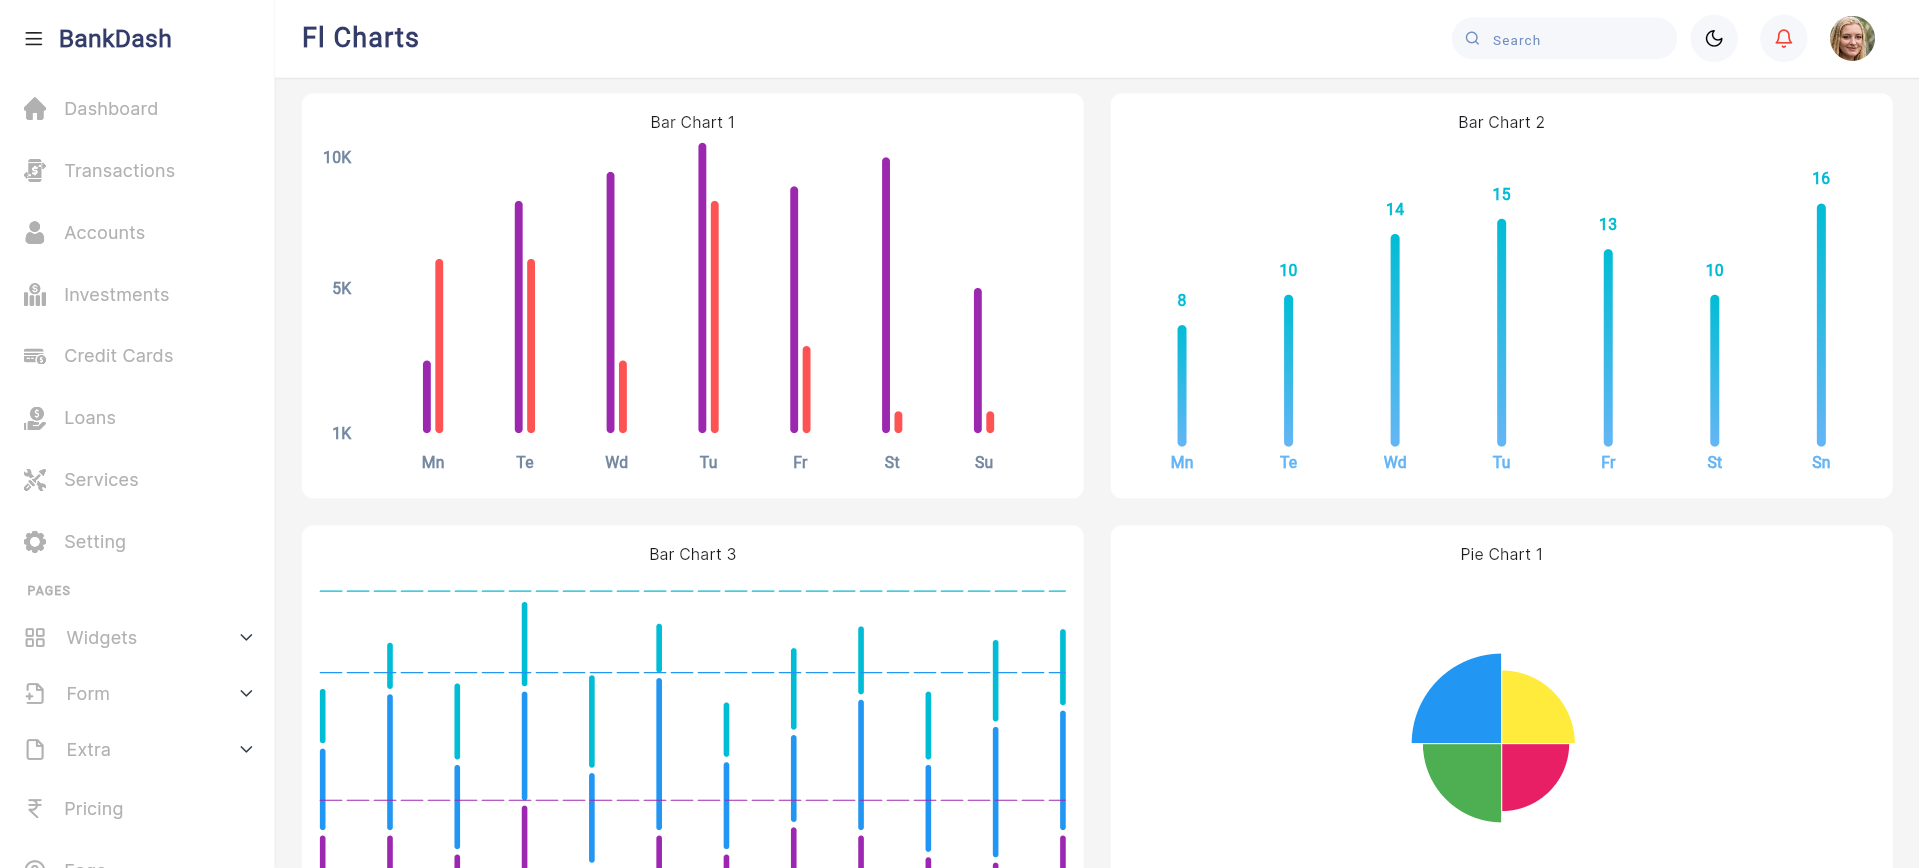 BankDash
Fl Charts
Search
Dashboard
Transactions
Accounts
Investments
Credit Cards
Loans
Services
Setting
PAGES
Widgets
Form
Extra
Pricing
Bar Chart 1
10K
5K
1K
Mn Te Wd Tu Fr St Su
Bar Chart 2
8 10 14 15 13 10 16
Mn Te Wd Tu Fr St Sn
Bar Chart 3
Pie Chart 1